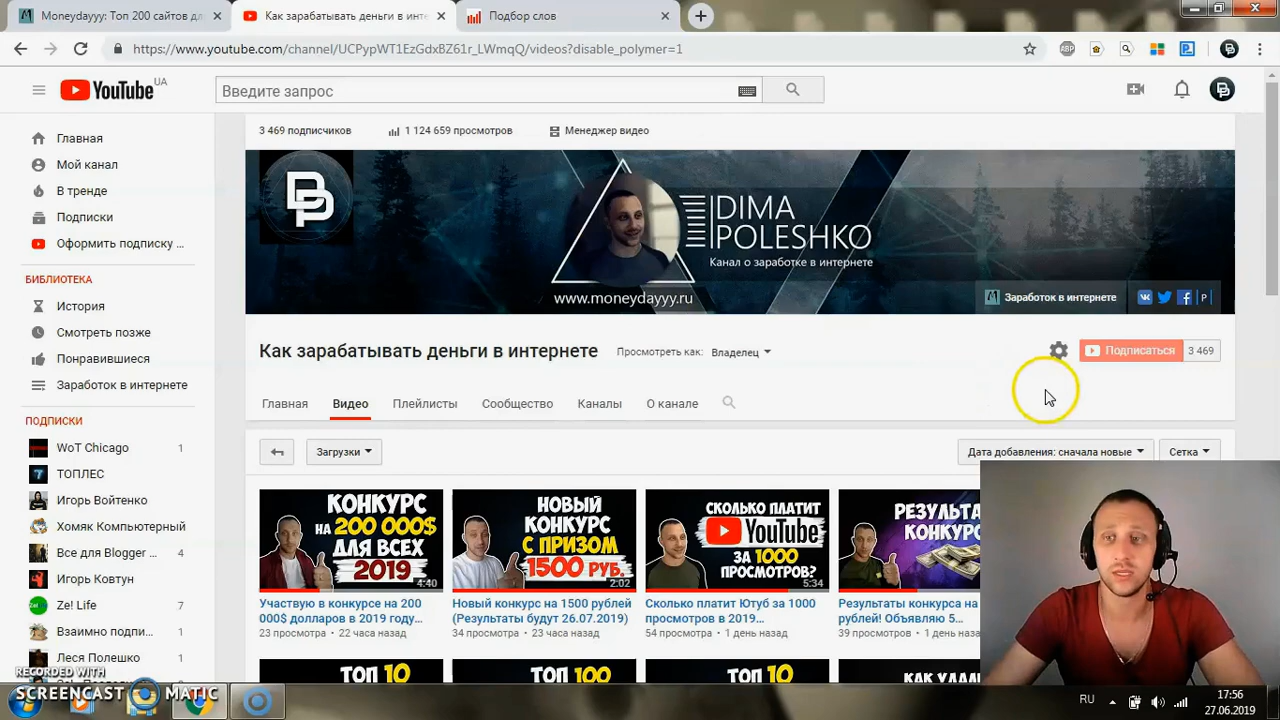 Moneydayyy: Топ 200 сайтов д
Как зарабатывать деньги в инте
Подбор слов
https://www.youtube.com/channel/UCPypWT1EzGdxBZ61r_LWmqQ/videos?disable_polymer=1
YouTube UA
Введите запрос
3 469 подписчиков
1 124 659 просмотров
Менеджер видео
Главная
Мой канал
В тренде
Подписки
Оформить подписку ...
БИБЛИОТЕКА
История
Смотреть позже
Понравившиеся
Заработок в интернете
ПОДПИСКИ
WoT Chicago 1
ТОПЛЕС
Игорь Войтенко
Хомяк Компьютерный
Все для Blogger ... 4
Игорь Ковтун
Ze! Life 7
Взаимно подпи...
Леся Полешко 1
DIMA
POLESHKO
Канал о заработке в интернете
www.moneydayyy.ru
Заработок в интернете
Как зарабатывать деньги в интернете
Просмотреть как: Владелец
Подписаться 3 469
Главная
Видео
Плейлисты
Сообщество
Каналы
О канале
Загрузки
Дата добавления: сначала новые
Сетка
КОНКУРС
НА 200 000$
ДЛЯ ВСЕХ
2019
4:40
Участвую в конкурсе на 200
000$ долларов в 2019 году...
23 просмотра • 22 часа назад
НОВЫЙ
КОНКУРС
С ПРИЗОМ
1500 РУБ.
2:02
Новый конкурс на 1500 рублей
(Результаты будут 26.07.2019)
34 просмотра • 23 часа назад
СКОЛЬКО ПЛАТИТ
YouTube
ЗА 1000
ПРОСМОТРОВ?
5:34
Сколько платит Ютуб за 1000
просмотров в 2019...
54 просмотра • 1 день назад
РЕЗУЛЬТА
КОНКУРС
Результаты конкурса на
рублей! Объявляю 5...
39 просмотров • 1 день наза
ТОП 10
ТОП 100
ТОП 10
КАК УДАЛ
RECORDED WITH
SCREENCAST MATIC
RU
17:56
27.06.2019